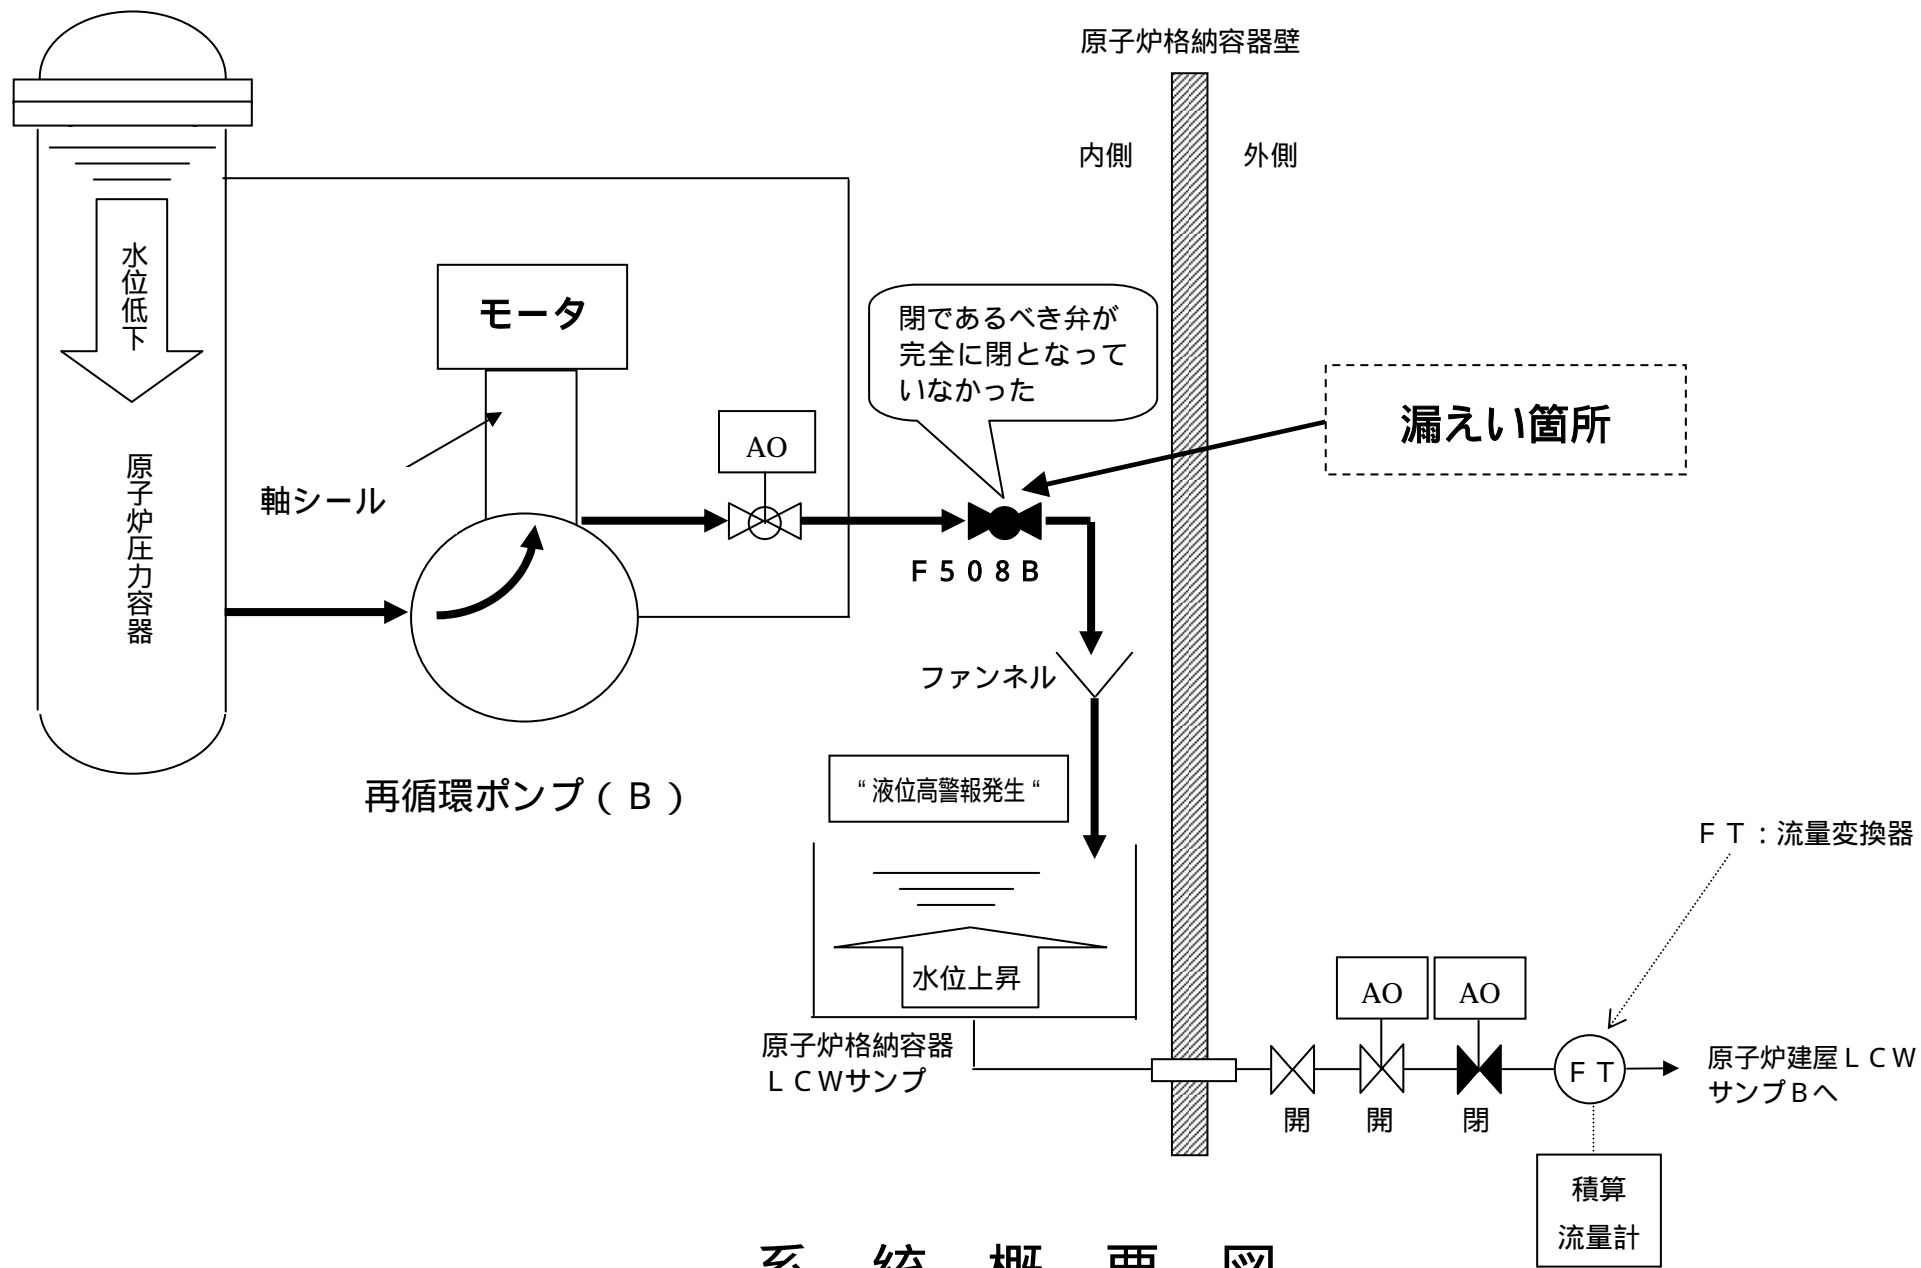 原子炉格納容器壁
内側
外側
水位低下
モータ
閉であるべき弁が
完全に閉となって
いなかった
漏えい箇所
AO
軸シール
原子炉圧力容器
F508B
ファンネル
再循環ポンプ(B)
“液位高警報発生“
FT:流量変換器
水位上昇
AO
AO
原子炉格納容器
LCWサンプ
FT
原子炉建屋LCW
サンプBへ
開
開
閉
積算
流量計
系統概要図